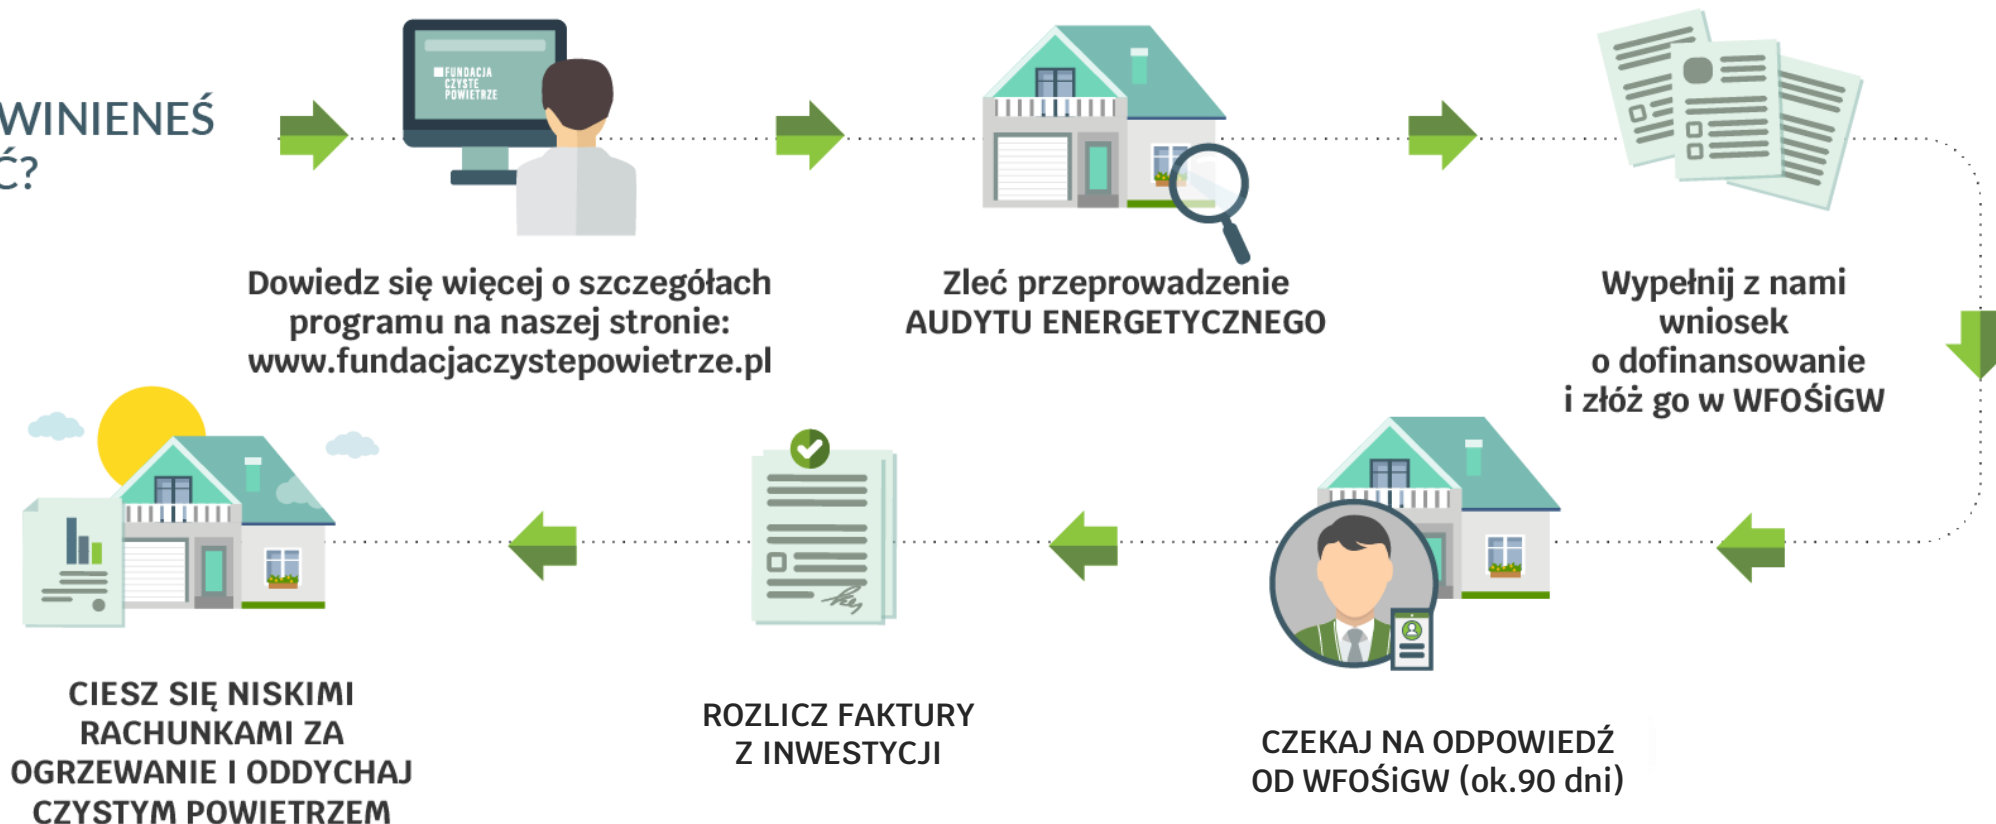 WINIENEŚ
Ć?
FUNDACJA
CZYSTE
POWIETRZE
Dowiedz się więcej o szczegółach
programu na naszej stronie:
www.fundacjaczystepowietrze.pl
Zleć przeprowadzenie
AUDYTU ENERGETYCZNEGO
Wypełnij z nami
wniosek
o dofinansowanie
i złóż go w WFOŚiGW
CZEKAJ NA ODPOWIEDŹ
OD WFOŚiGW (ok.90 dni)
ROZLICZ FAKTURY
Z INWESTYCJI
CIESZ SIĘ NISKIMI
RACHUNKAMI ZA
OGRZEWANIE I ODDYCHAJ
CZYSTYM POWIETRZEM